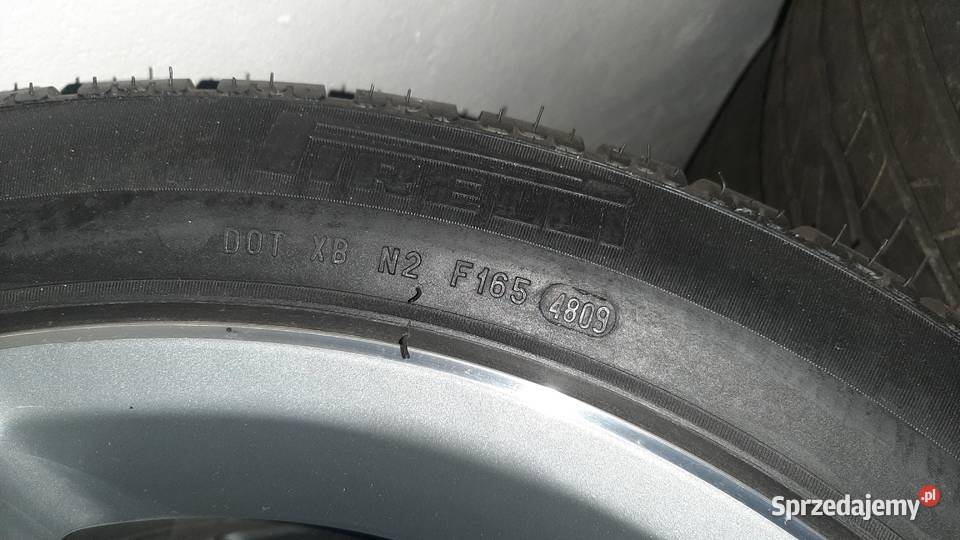 PIRELLI
DOT XB N2 F165 4809
Sprzedajemy.pl